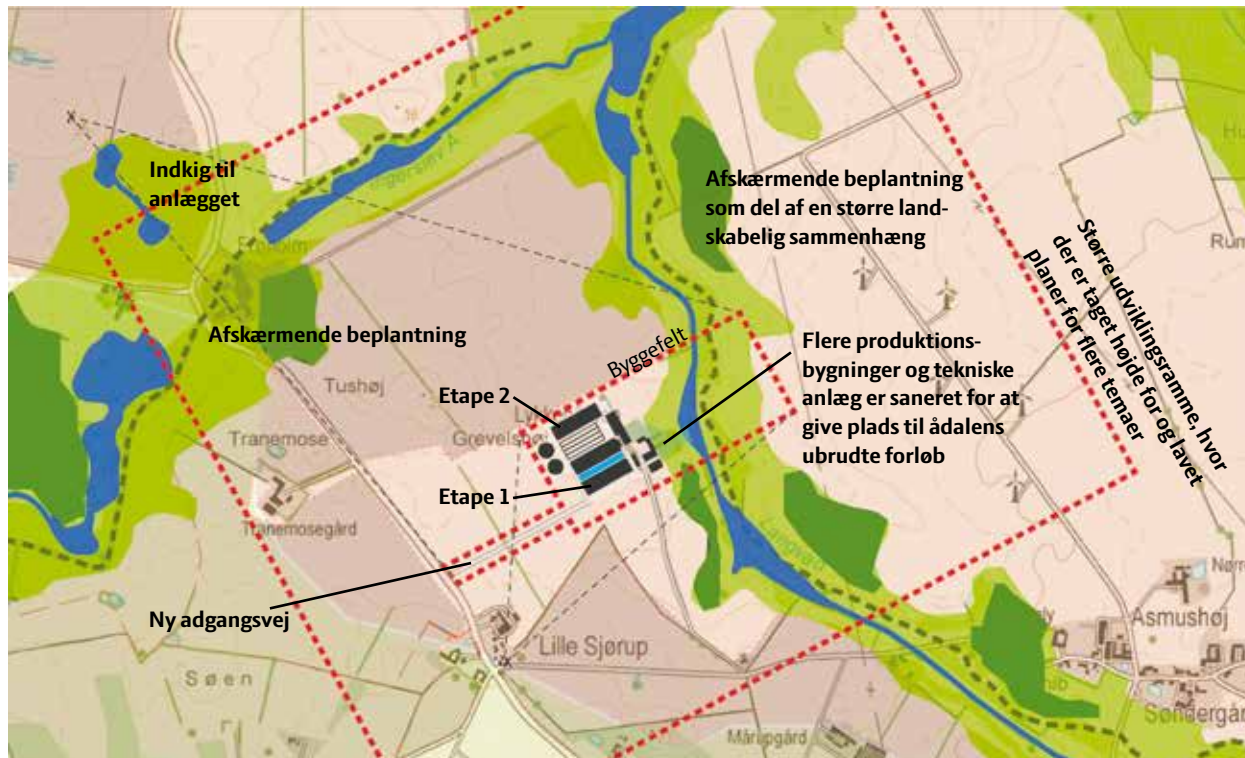 Indkig til
anlægget
Afskærmende beplantning
som del af en større land-
skabelig sammenhæng
Større udviklingsramme, hvor
der er taget højde for og lavet
planer for flere temaer
Afskærmende beplantning
Byggefelt
Flere produktions-
bygninger og tekniske
anlæg er saneret for at
give plads til ådalens
ubrudte forløb
Tushøj
Etape 2
Tranemose
Etape 1
Tranemosegård
Ny adgangsvej
Lille Sjørup
Asmushøj
Søen
Mårupgård